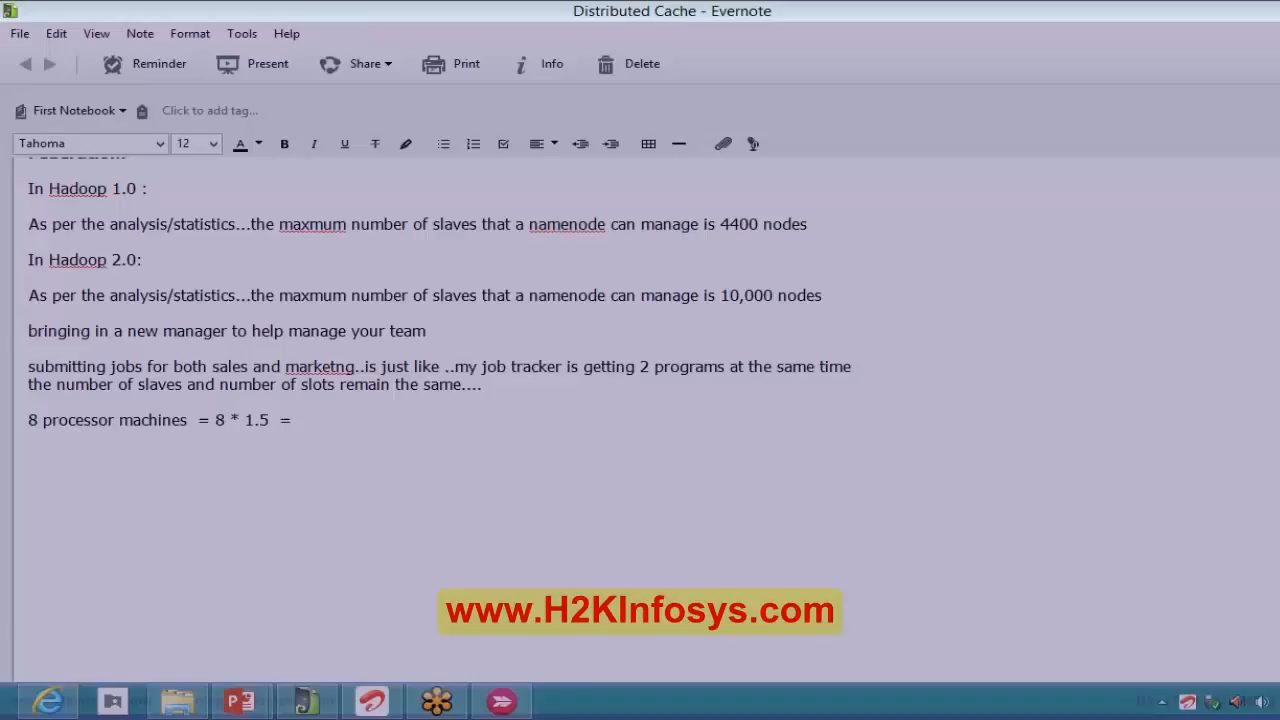 Distributed Cache - Evernote
File Edit View Note Format Tools Help
Reminder Present Share Print Info Delete
First Notebook Click to add tag...
Tahoma 12 A B I U T
In Hadoop 1.0 :
As per the analysis/statistics...the maxmum number of slaves that a namenode can manage is 4400 nodes
In Hadoop 2.0:
As per the analysis/statistics...the maxmum number of slaves that a namenode can manage is 10,000 nodes
bringing in a new manager to help manage your team
submitting jobs for both sales and marketng..is just like ..my job tracker is getting 2 programs at the same time
the number of slaves and number of slots remain the same....
8 processor machines = 8 * 1.5 =
www.H2KInfosys.com